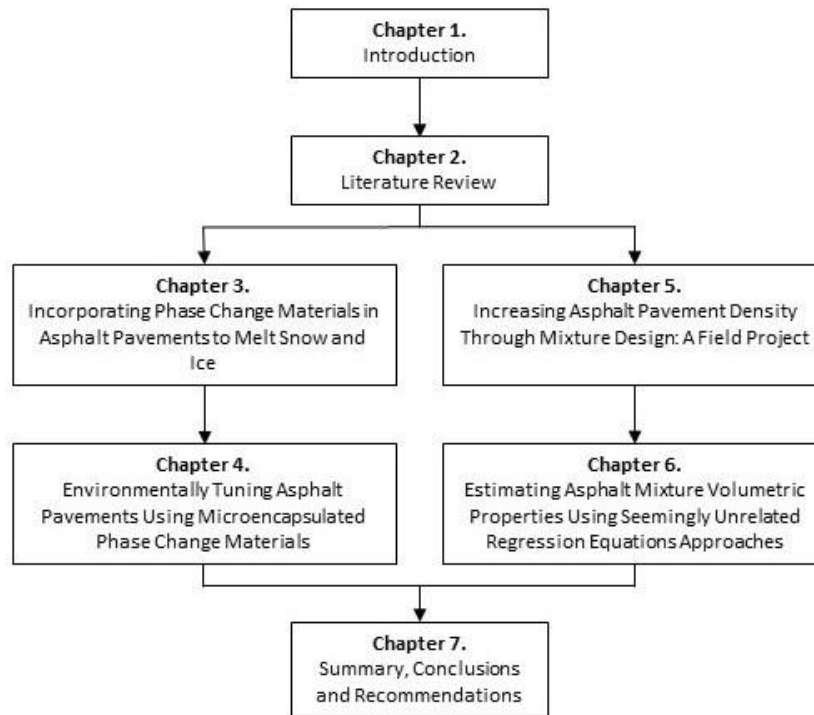 Chapter 1.
Introduction
Chapter 2.
Literature Review
Chapter 3.
Incorporating Phase Change Materials in
Asphalt Pavements to Melt Snow and
Ice
Chapter 4.
Environmentally Tuning Asphalt
Pavements Using Microencapsulated
Phase Change Materials
Chapter 5.
Increasing Asphalt Pavement Density
Through Mixture Design: A Field Project
Chapter 6.
Estimating Asphalt Mixture Volumetric
Properties Using Seemingly Unrelated
Regression Equations Approaches
Chapter 7.
Summary, Conclusions
and Recommendations